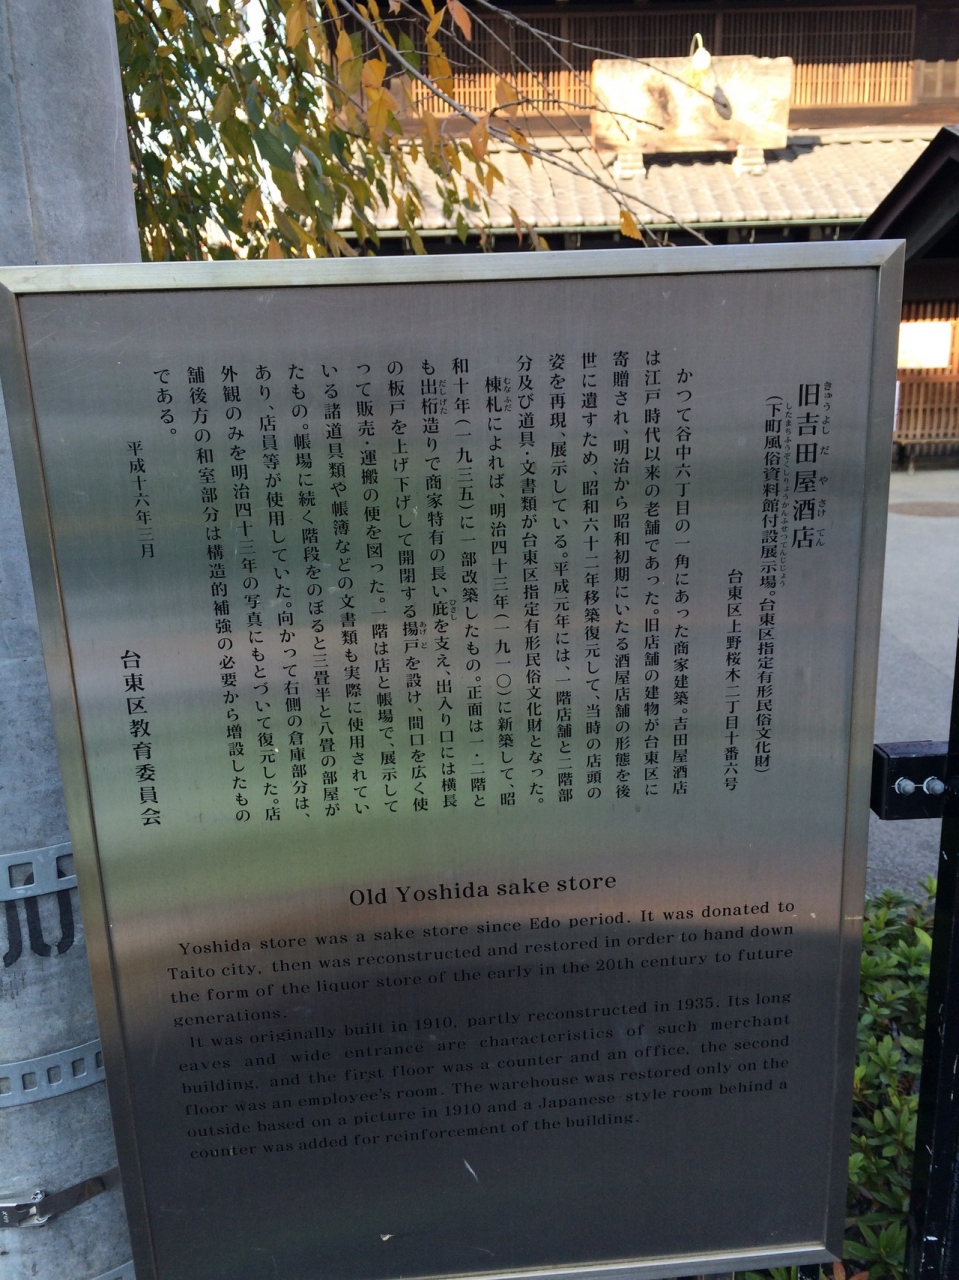 旧吉田屋酒店
（下町風俗資料館付設展示場。台東区指定有形民俗文化財）
台東区上野桜木二丁目十番六号
かつて谷中六丁目の一角にあった商家建築。吉田屋酒店
は江戸時代以来の老舗であった。旧店舗の建物が台東区に
寄贈され、明治から昭和初期にいたる酒屋店舗の形態を後
世に遺すため、昭和六十二年移築復元して、当時の店頭の
姿を再現、展示している。平成元年には、一階店舗と二階部
分及び道具・文書類が台東区指定有形民俗文化財となった。
棟札によれば、明治四十三年（一九一〇）に新築して、昭
和十年（一九三五）に一部改築したもの。正面は一・二階と
も出桁造りで商家特有の長い庇を支え、出入り口には横長
の板戸を上げ下げして開閉する揚戸を設け、間口を広く使
って販売・運搬の便を図った。一階は店と帳場で、展示して
いる諸道具類や帳簿などの文書類も実際に使用されてい
たもの。帳場に続く階段をのぼると三畳半と八畳の部屋が
あり、店員等が使用していた。向かって右側の倉庫部分は、
外観のみを明治四十三年の写真にもとづいて復元した。店
舗後方の和室部分は構造的補強の必要から増設したもの
である。
平成十六年三月
台東区教育委員会
Old Yoshida sake store
Yoshida store was a sake store since Edo period. It was donated to
Taito city, then was reconstructed and restored in order to hand down
the form of the liquor store of the early in the 20th century to future
generations.
It was originally built in 1910, partly reconstructed in 1935. Its long
eaves and wide entrance are characteristics of such merchant
building, and the first floor was a counter and an office, the second
floor was an employee's room. The warehouse was restored only on the
outside based on a picture in 1910 and a Japanese-style room behind a
counter was added for reinforcement of the building.